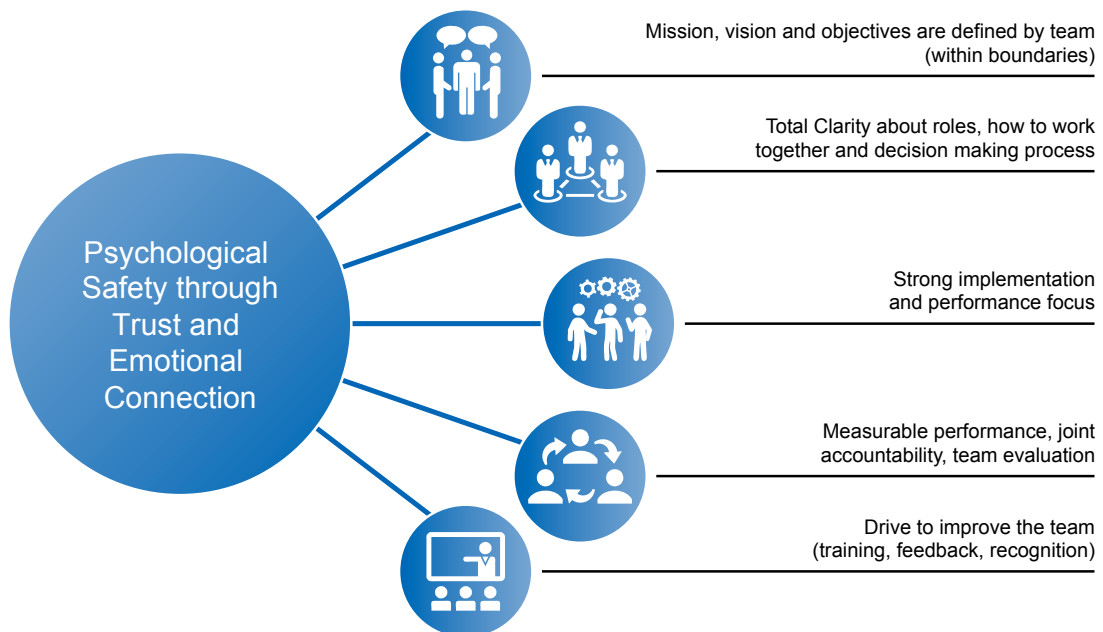 Psychological
Safety through
Trust and
Emotional
Connection
Mission, vision and objectives are defined by team
(within boundaries)
Total Clarity about roles, how to work
together and decision making process
Strong implementation
and performance focus
Measurable performance, joint
accountability, team evaluation
Drive to improve the team
(training, feedback, recognition)